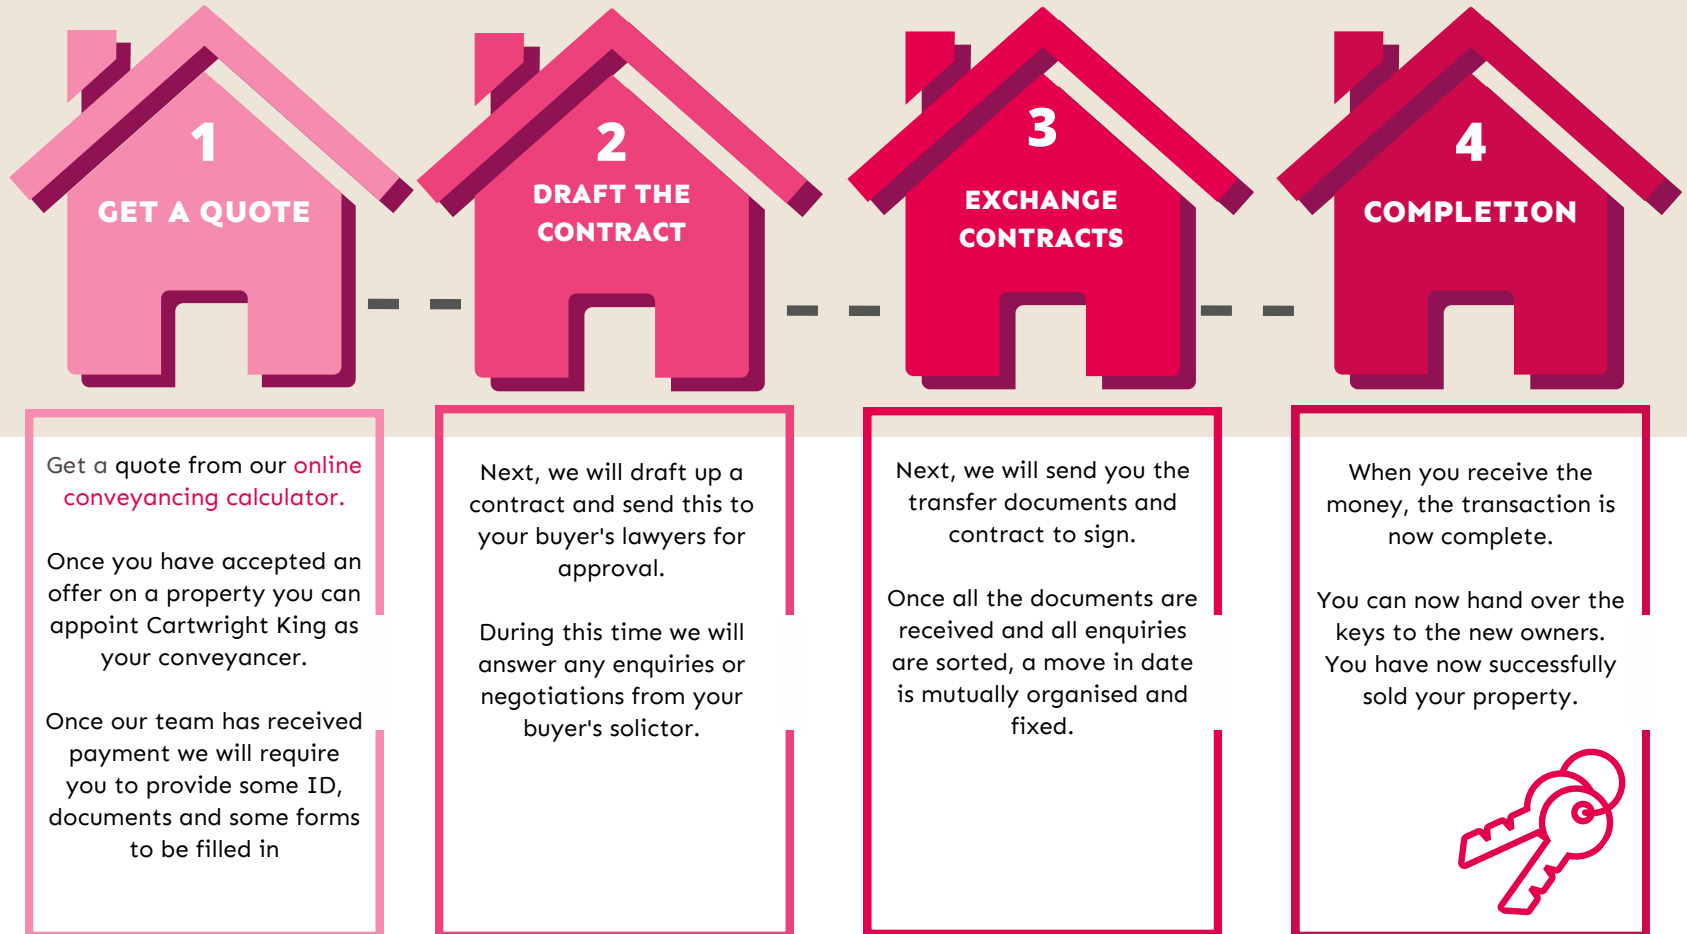 1
GET A QUOTE
2
DRAFT THE
CONTRACT
3
EXCHANGE
CONTRACTS
4
COMPLETION
Get a quote from our online
conveyancing calculator.
Once you have accepted an
offer on a property you can
appoint Cartwright King as
your conveyancer.
Once our team has received
payment we will require
you to provide some ID,
documents and some forms
to be filled in
Next, we will draft up a
contract and send this to
your buyer's lawyers for
approval.
During this time we will
answer any enquiries or
negotiations from your
buyer's solictor.
Next, we will send you the
transfer documents and
contract to sign.
Once all the documents are
received and all enquiries
are sorted, a move in date
is mutually organised and
fixed.
When you receive the
money, the transaction is
now complete.
You can now hand over the
keys to the new owners.
You have now successfully
sold your property.